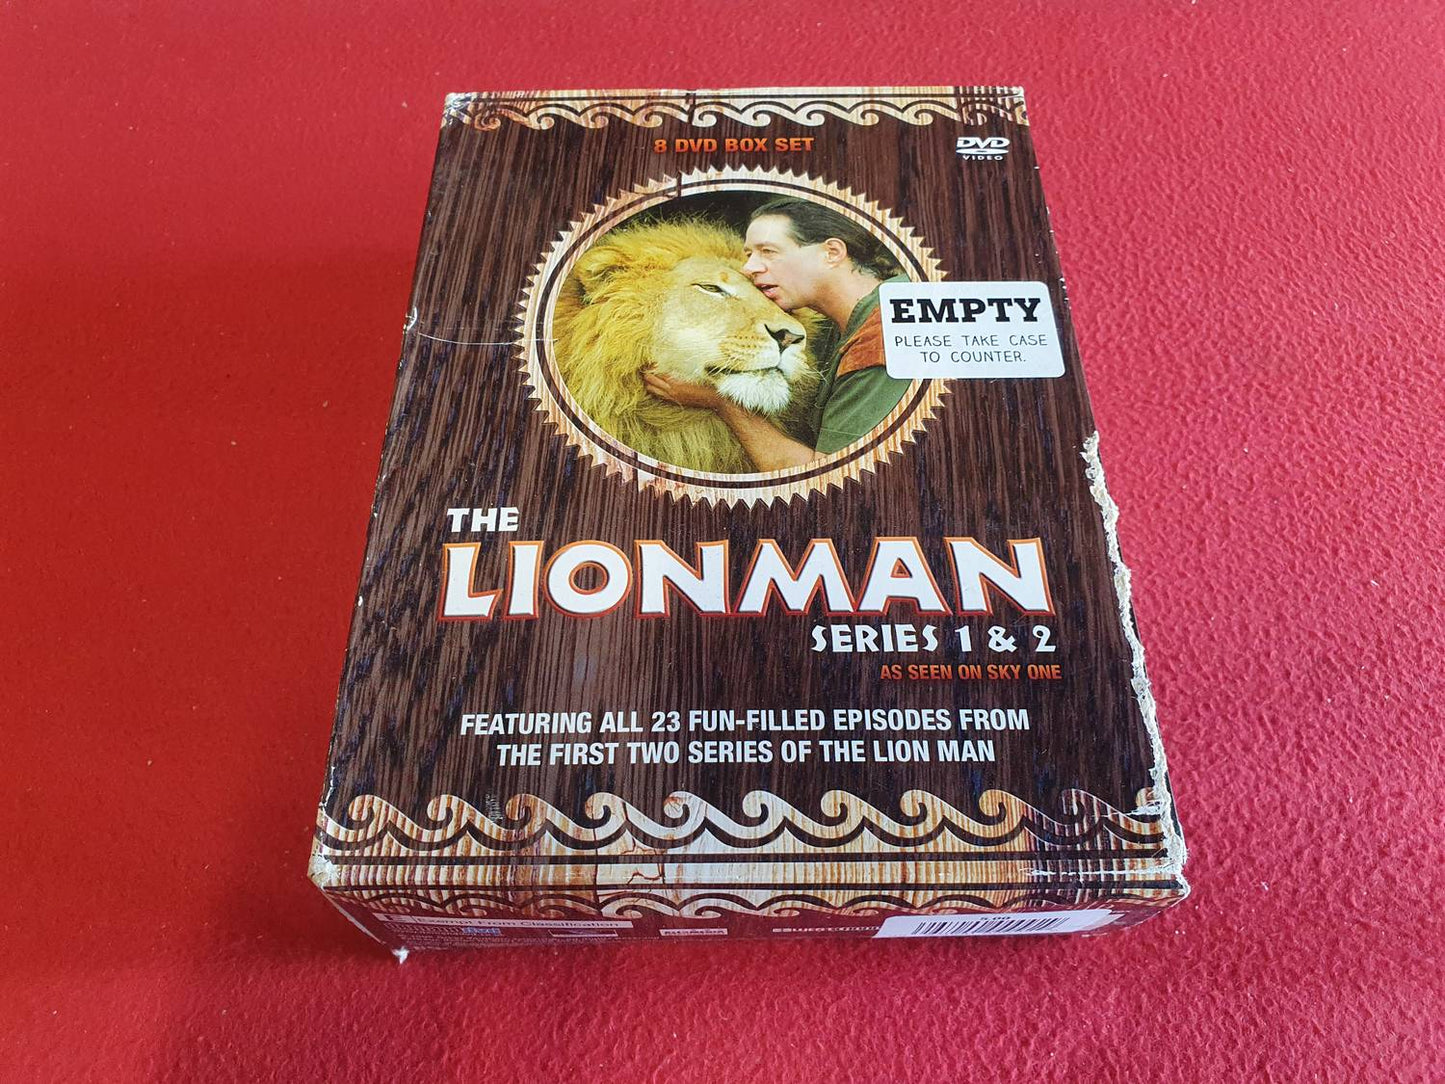 8 DVD BOX SET
DVD
VIDEO
EMPTY
PLEASE TAKE CASE
TO COUNTER.
THE
LIONMAN
SERIES 1 & 2
AS SEEN ON SKY ONE
FEATURING ALL 23 FUN-FILLED EPISODES FROM
THE FIRST TWO SERIES OF THE LION MAN
Exempt From Classification
5.00